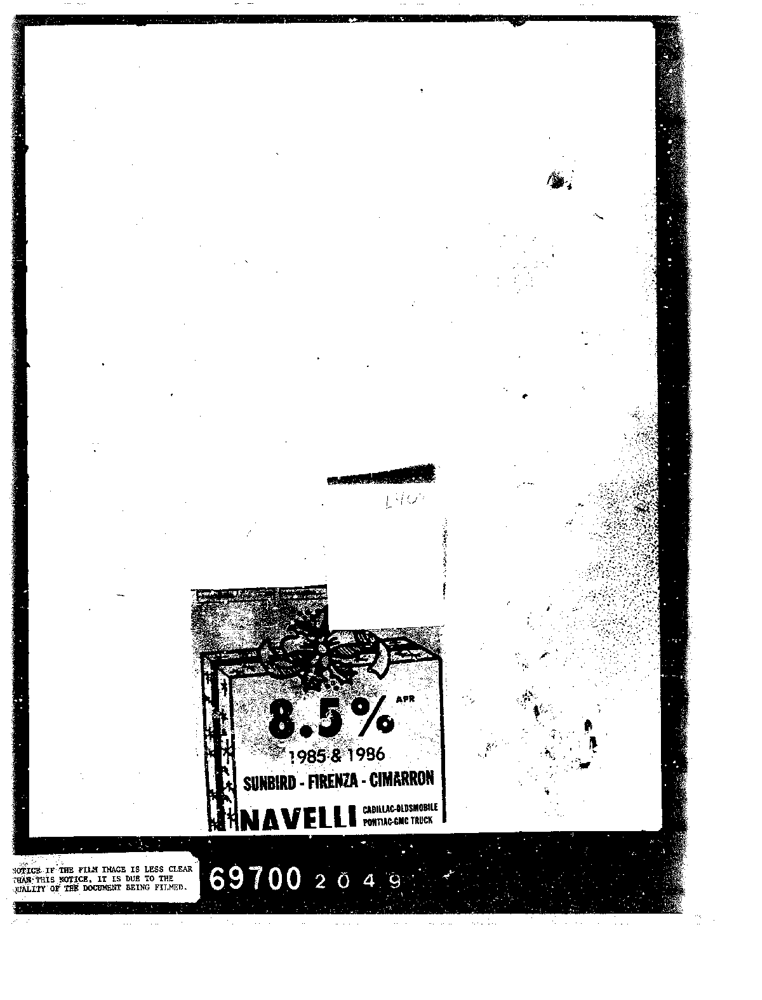 8.5% APR
1985 & 1986
SUNBIRD - FIRENZA - CIMARRON
NAVELLI CADILLAC-OLDSMOBILE
PONTIAC-GMC TRUCK
NOTICE IF THE FILM IMAGE IS LESS CLEAR
THAN THIS NOTICE, IT IS DUE TO THE
QUALITY OF THE DOCUMENT BEING FILMED.
69700 2049